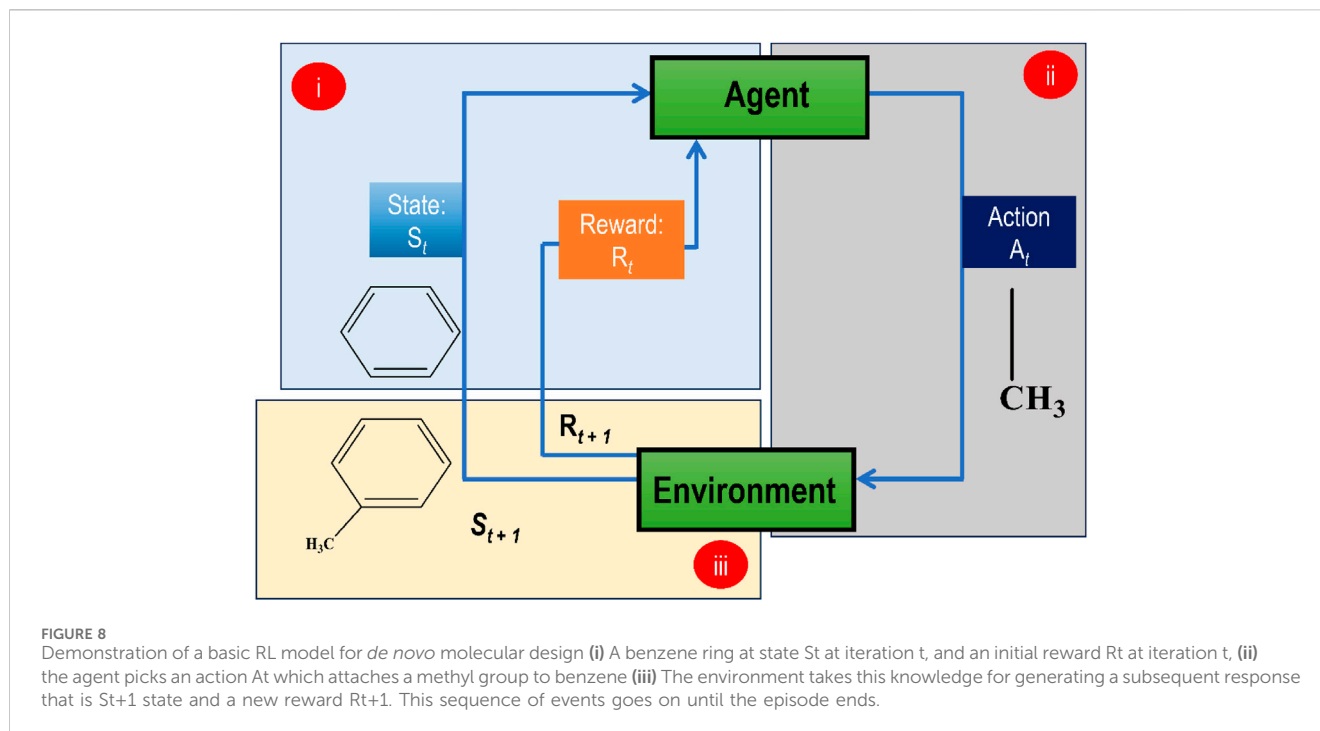 i
Agent
ii
State:
Sₜ
Reward:
Rₜ
Action
Aₜ
CH₃
Rₜ₊₁
Environment
Sₜ₊₁
H₃C
iii
FIGURE 8
Demonstration of a basic RL model for de novo molecular design (i) A benzene ring at state St at iteration t, and an initial reward Rt at iteration t, (ii)
the agent picks an action At which attaches a methyl group to benzene (iii) The environment takes this knowledge for generating a subsequent response
that is St+1 state and a new reward Rt+1. This sequence of events goes on until the episode ends.